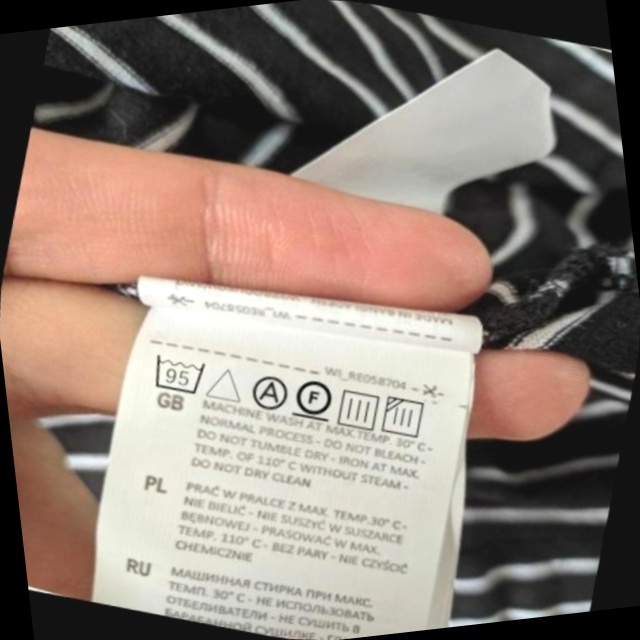 WI_RE058704
WI_RE058704
95 A F
GB MACHINE WASH AT MAX.TEMP. 30° C -
NORMAL PROCESS - DO NOT BLEACH -
DO NOT TUMBLE DRY - IRON AT MAX.
TEMP. OF 110° C WITHOUT STEAM -
DO NOT DRY CLEAN
PL PRAĆ W PRALCE Z MAX. TEMP.30° C -
NIE BIELIĆ - NIE SUSZYĆ W SUSZARCE
BĘBNOWEJ - PRASOWAĆ W MAX.
TEMP. 110° C - BEZ PARY - NIE CZYŚCIĆ
CHEMICZNIE
RU МАШИННАЯ СТИРКА ПРИ МАКС.
ТЕМП. 30° C - НЕ ИСПОЛЬЗОВАТЬ
ОТБЕЛИВАТЕЛИ - НЕ СУШИТЬ В
БАРАБАННОЙ СУШИЛКЕ -